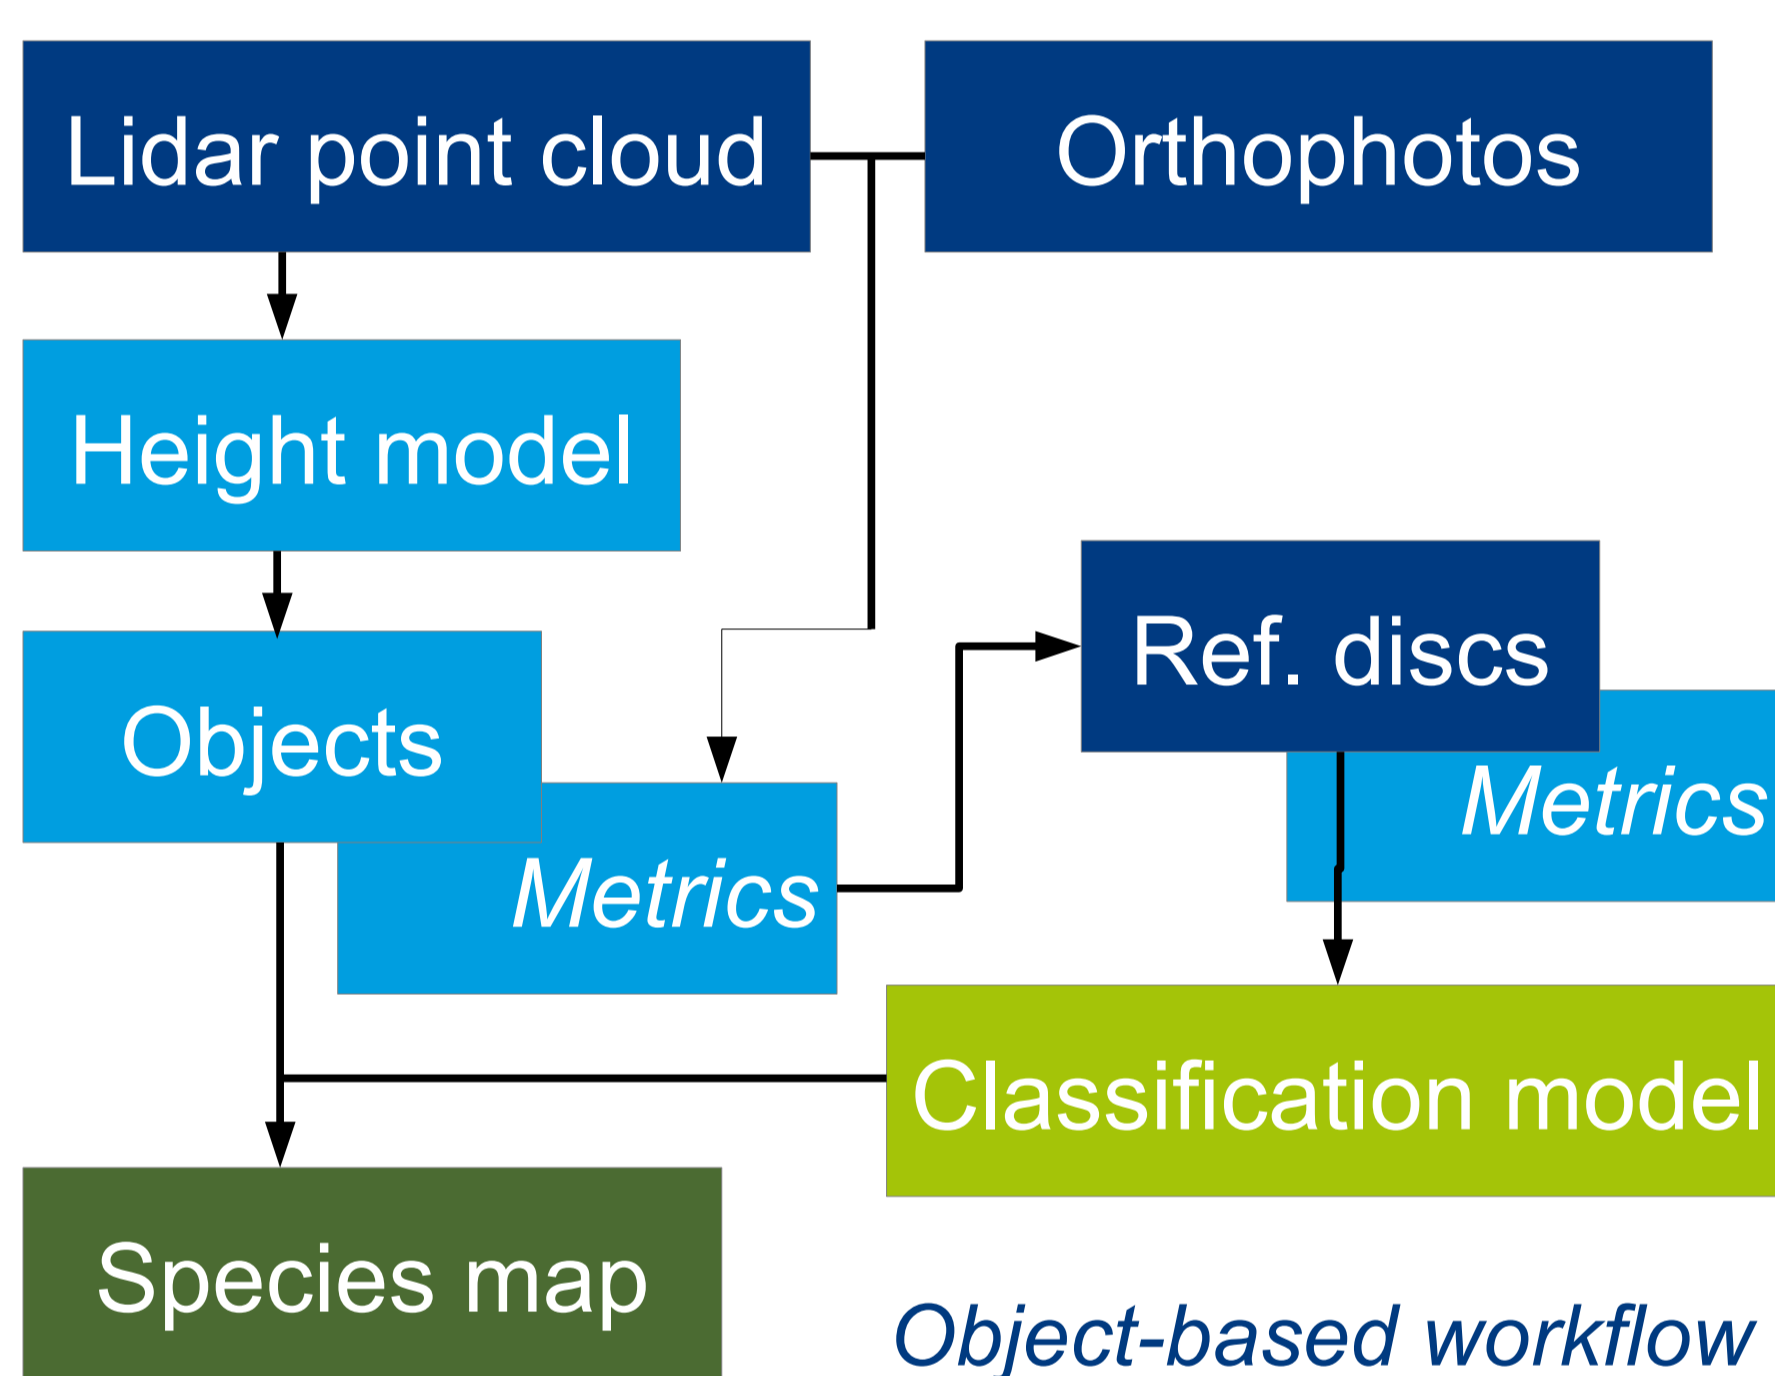 Lidar point cloud
Orthophotos
Height model
Ref. discs
Objects
Metrics
Metrics
Classification model
Species map
Object-based workflow